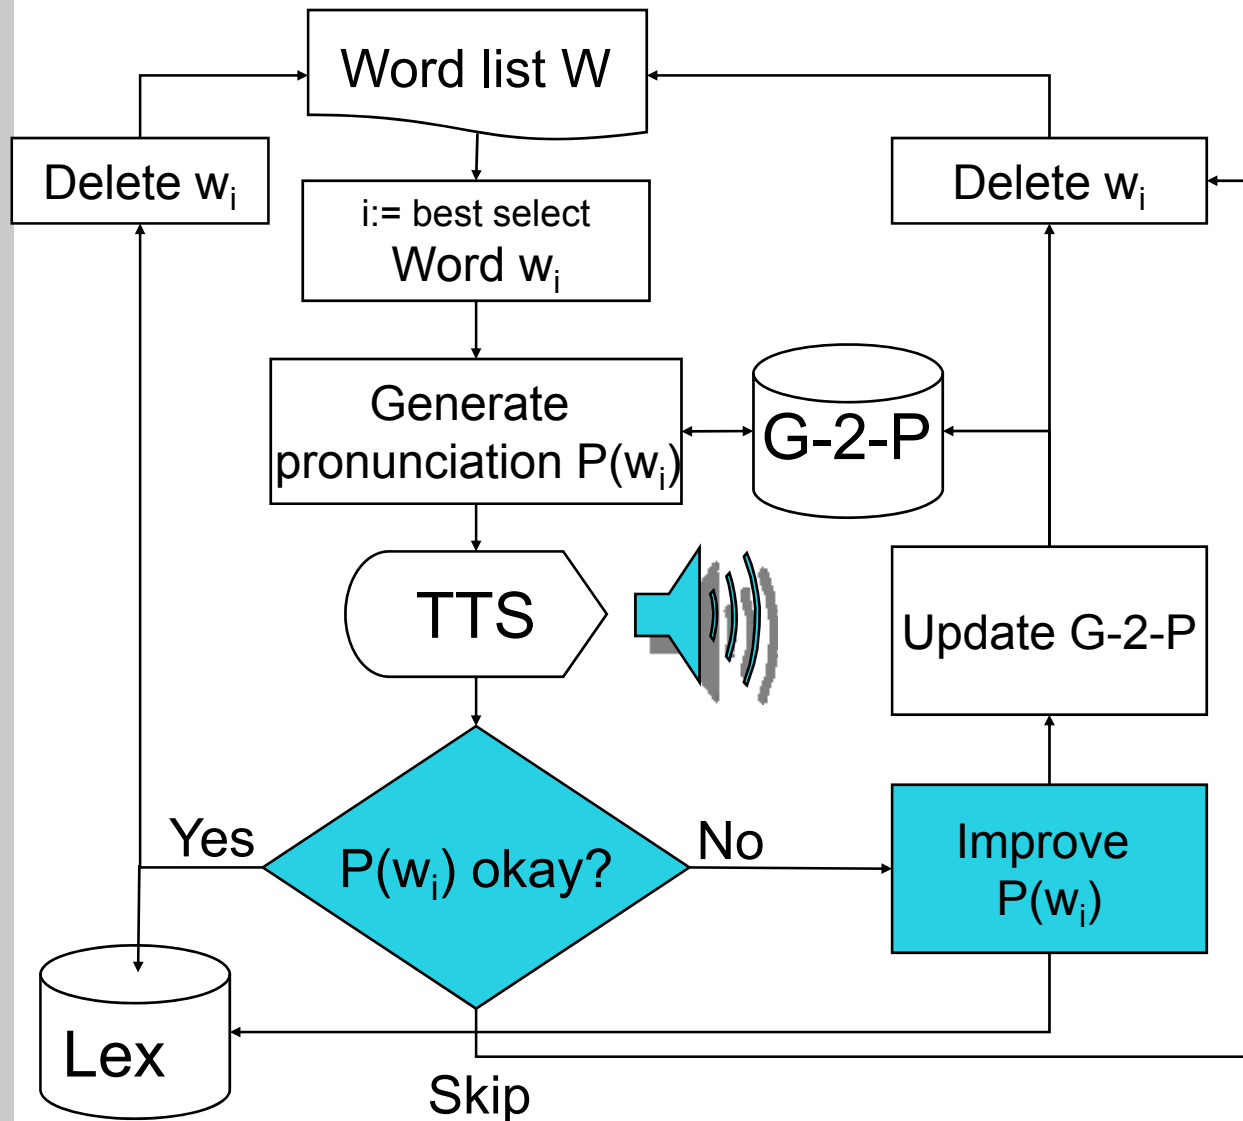 Word list W
Delete wᵢ
Delete wᵢ
i:= best select
Word wᵢ
Generate
pronunciation P(wᵢ)
G-2-P
TTS
Update G-2-P
Yes
No
P(wᵢ) okay?
Improve
P(wᵢ)
Lex
Skip